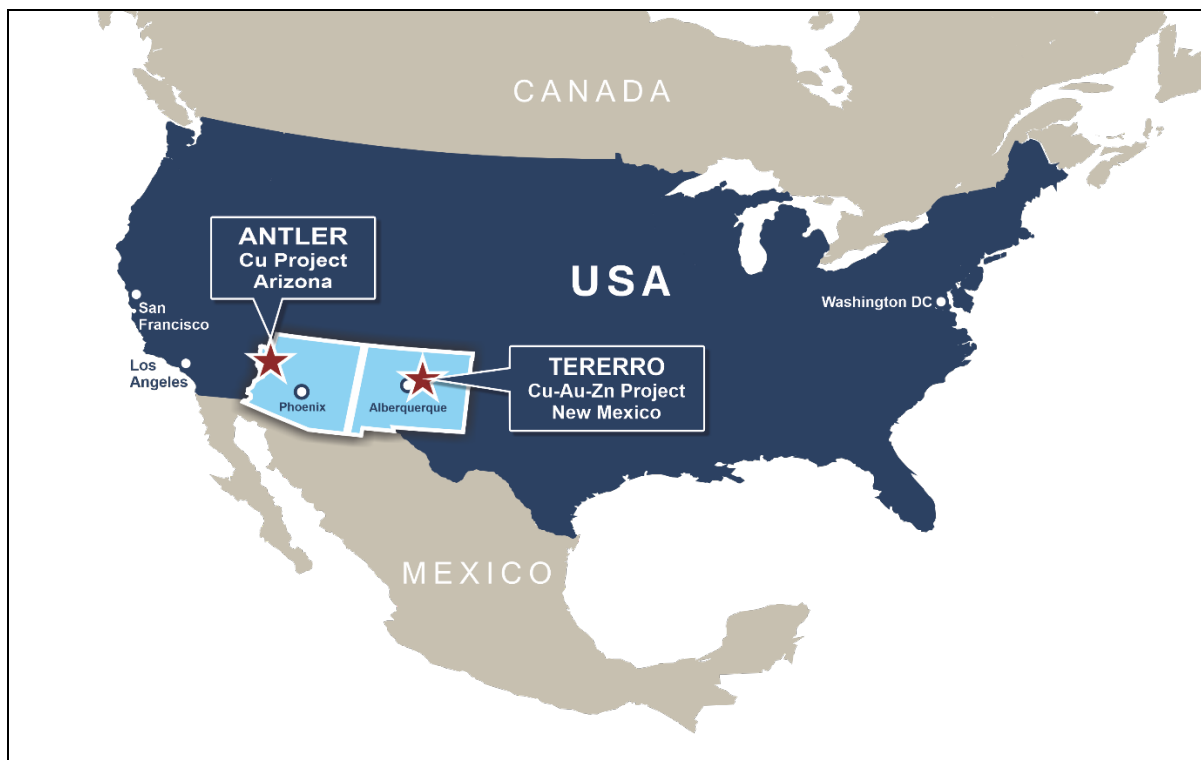 CANADA
ANTLER
Cu Project
Arizona
USA
San
Francisco
Washington DC
Los
Angeles
TERERRO
Cu-Au-Zn Project
New Mexico
Phoenix
Alberquerque
MEXICO